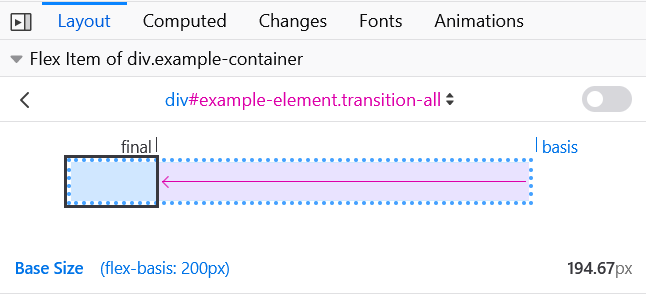 Layout Computed Changes Fonts Animations
Flex Item of div.example-container
div#example-element.transition-all
final basis
Base Size (flex-basis: 200px) 194.67px